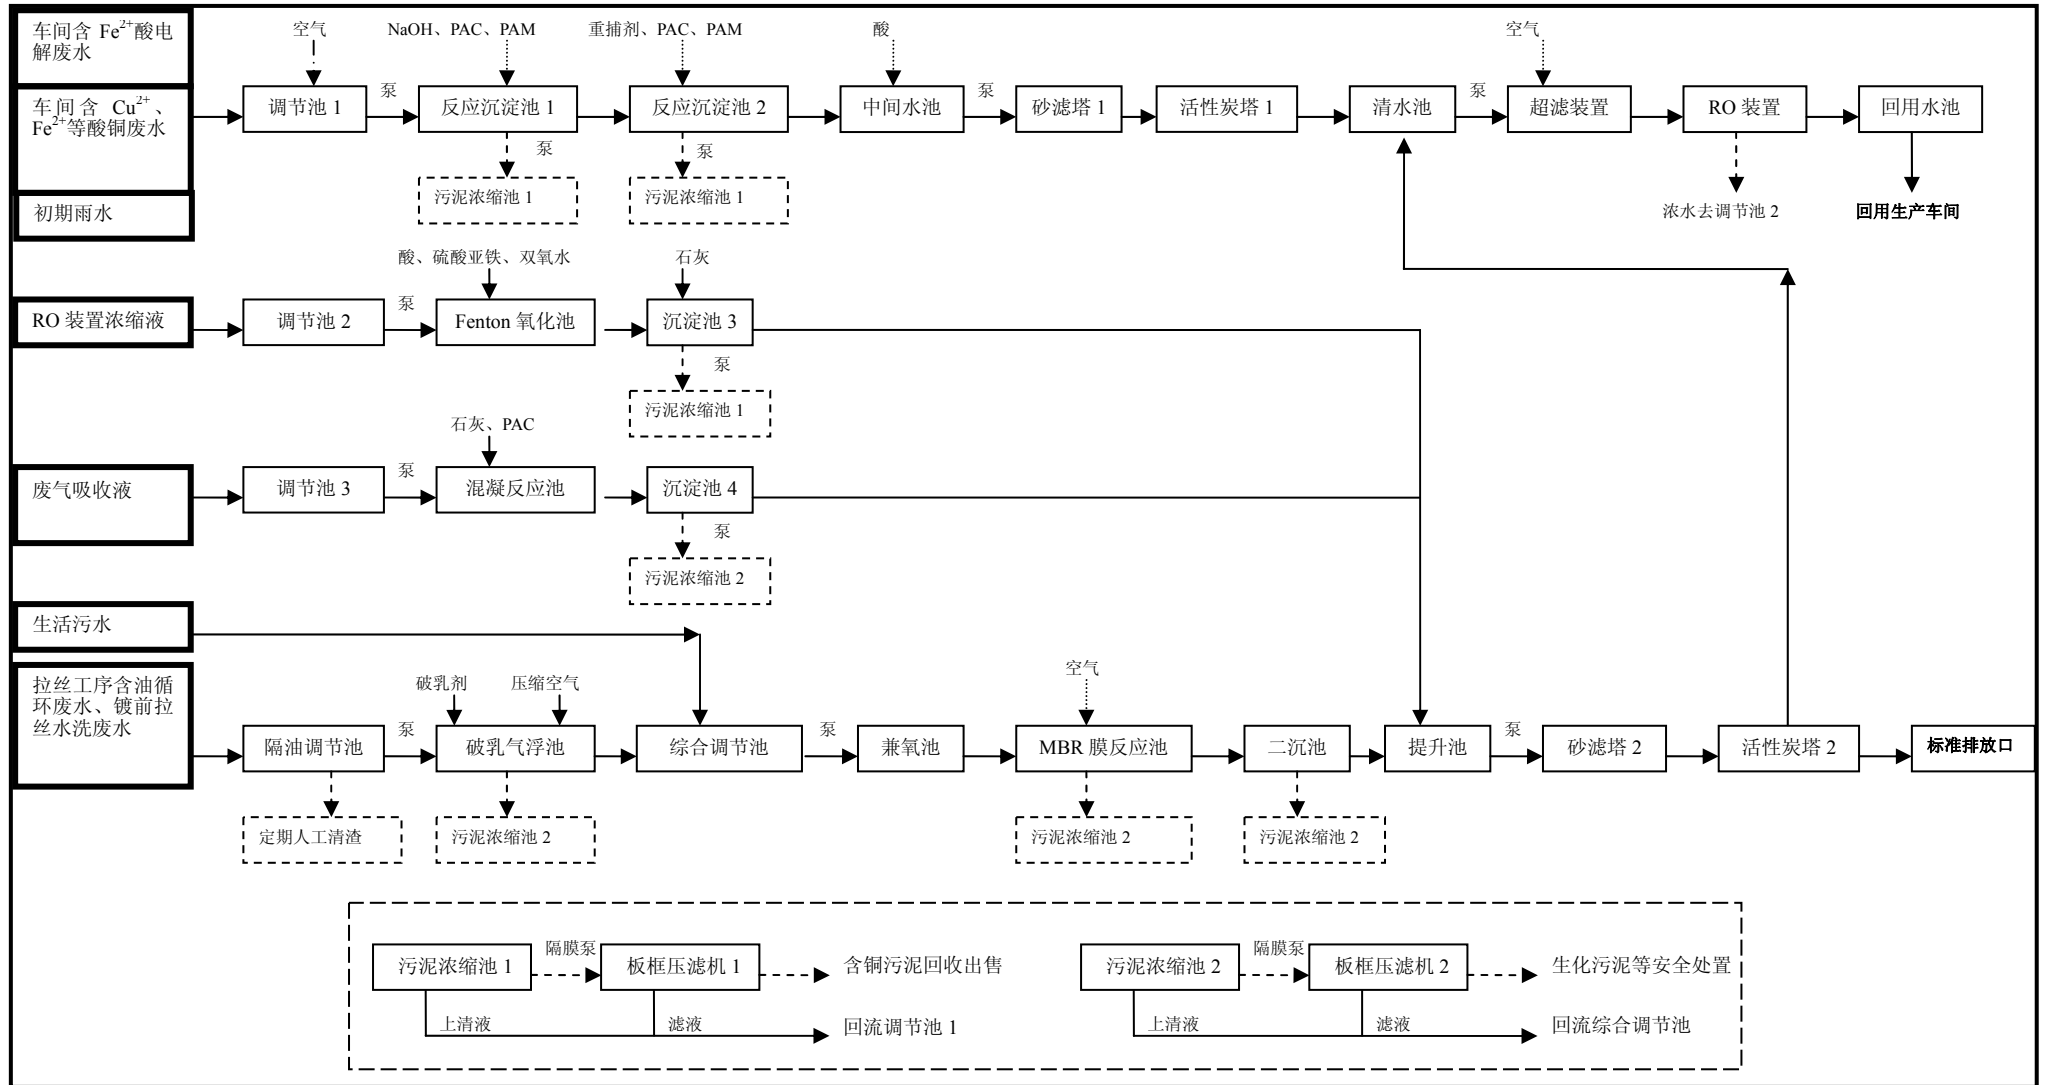 车间含 Fe²⁺酸电
解废水
空气
NaOH、PAC、PAM
重捕剂、PAC、PAM
酸
空气
车间含 Cu²⁺、
Fe²⁺等酸铜废水
调节池 1
泵
反应沉淀池 1
反应沉淀池 2
中间水池
泵
砂滤塔 1
活性炭塔 1
清水池
泵
超滤装置
RO 装置
回用水池
泵
泵
污泥浓缩池 1
污泥浓缩池 1
初期雨水
浓水去调节池 2
回用生产车间
酸、硫酸亚铁、双氧水
石灰
RO 装置浓缩液
调节池 2
泵
Fenton 氧化池
沉淀池 3
泵
污泥浓缩池 1
石灰、PAC
废气吸收液
调节池 3
泵
混凝反应池
沉淀池 4
泵
污泥浓缩池 2
生活污水
拉丝工序含油循
环废水、镀前拉
丝水洗废水
破乳剂
压缩空气
空气
隔油调节池
泵
破乳气浮池
综合调节池
泵
兼氧池
MBR 膜反应池
二沉池
提升池
泵
砂滤塔 2
活性炭塔 2
标准排放口
定期人工清渣
污泥浓缩池 2
污泥浓缩池 2
污泥浓缩池 2
污泥浓缩池 1
隔膜泵
板框压滤机 1
含铜污泥回收出售
上清液
滤液
回流调节池 1
污泥浓缩池 2
隔膜泵
板框压滤机 2
生化污泥等安全处置
上清液
滤液
回流综合调节池